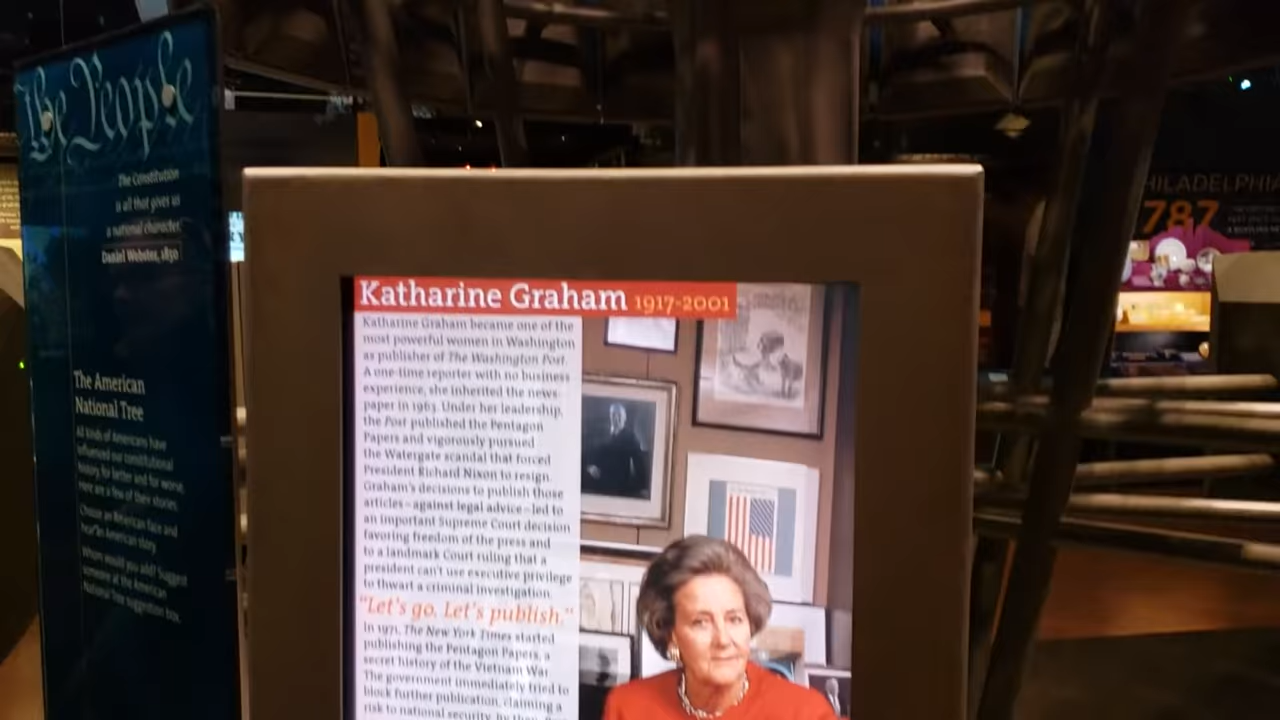 the People
The Constitution
is all that gives us
a national character.
Daniel Webster, 1830
The American
National Tree
All kinds of Americans have
influenced our constitutional
history, for better and for worse.
Here are a few of their stories.
Choose an American face and
hear an American story.
Whom would you add? Suggest
someone at the American
National Tree suggestion box.
Katharine Graham 1917-2001
Katharine Graham became one of the
most powerful women in Washington
as publisher of The Washington Post.
A one-time reporter with no business
experience, she inherited the news-
paper in 1963. Under her leadership,
the Post published the Pentagon
Papers and vigorously pursued
the Watergate scandal that forced
President Richard Nixon to resign.
Graham's decisions to publish those
articles—against legal advice—led to
an important Supreme Court decision
favoring freedom of the press and
to a landmark Court ruling that a
president can't use executive privilege
to thwart a criminal investigation.
"Let's go. Let's publish."
In 1971, The New York Times started
publishing the Pentagon Papers, a
secret history of the Vietnam War.
The government immediately tried to
block further publication, claiming a
risk to national security, by then,
HILADELPHIA
787